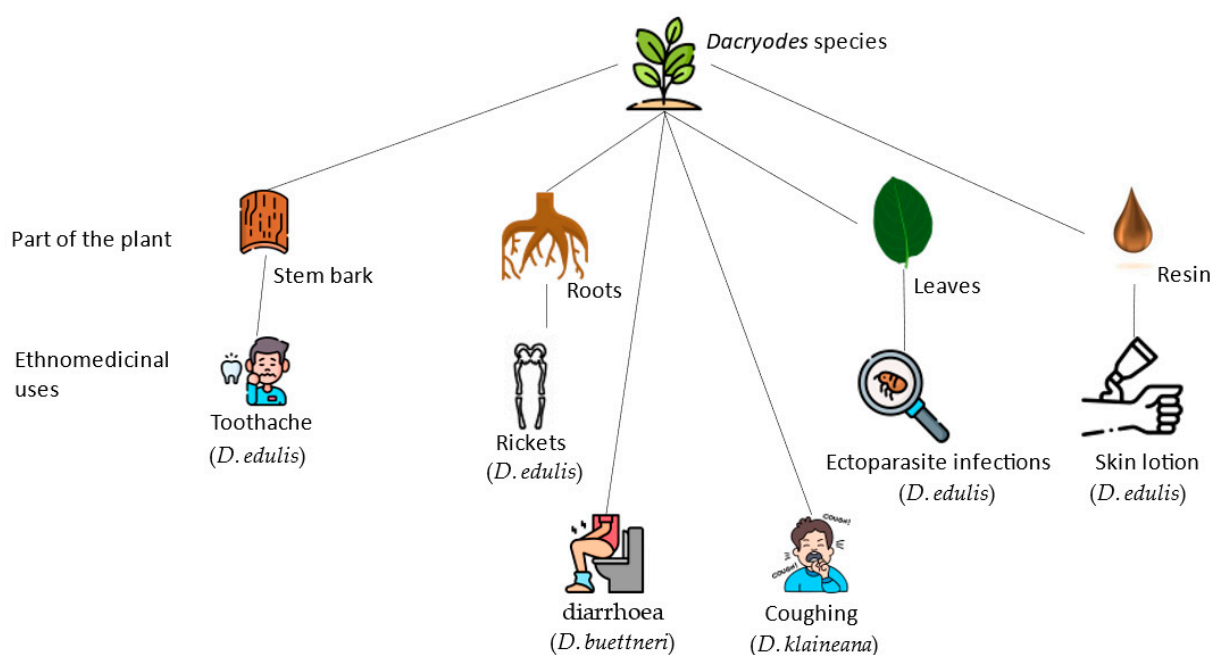 Dacryodes species
Part of the plant
Stem bark
Roots
Leaves
Resin
Ethnomedicinal
uses
Toothache
(D. edulis)
Rickets
(D. edulis)
Ectoparasite infections
(D. edulis)
Skin lotion
(D. edulis)
COUGH!
COUGH!
diarrhoea
(D. buettneri)
Coughing
(D. klaineana)